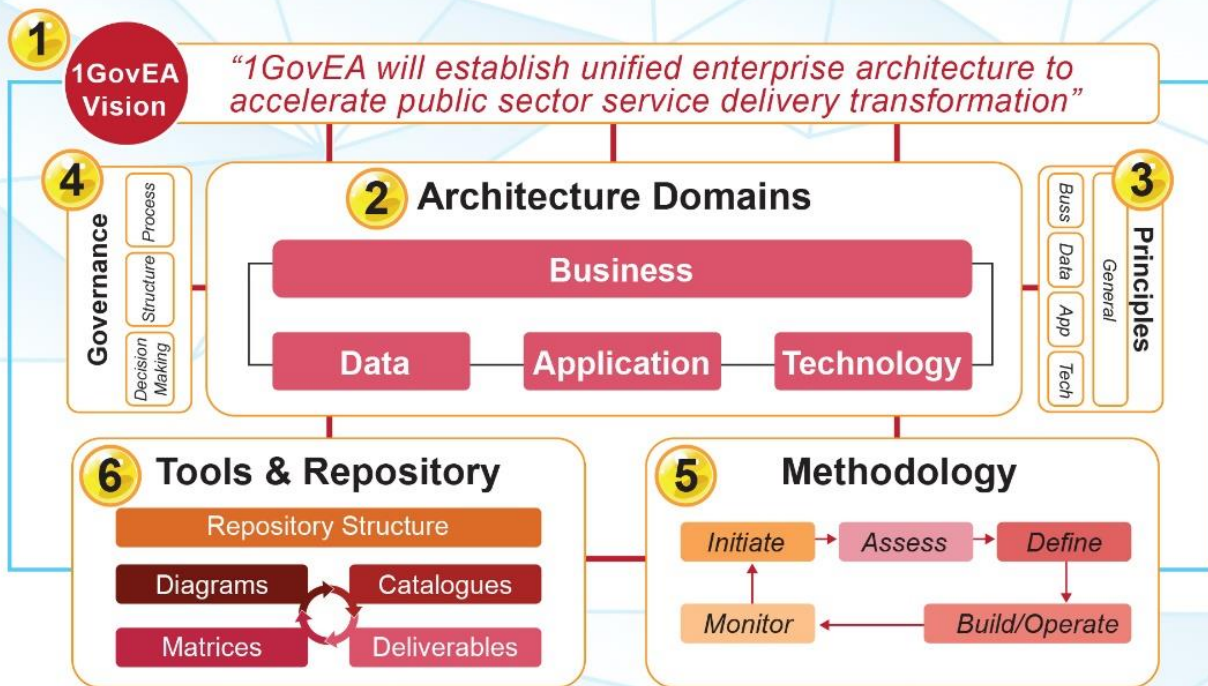 1
1GovEA
Vision
“1GovEA will establish unified enterprise architecture to
accelerate public sector service delivery transformation”
4
Governance
Process
Structure
Decision
Making
2
Architecture Domains
Business
Data
Application
Technology
3
Principles
General
Buss
Data
App
Tech
6
Tools & Repository
Repository Structure
Diagrams
Catalogues
Matrices
Deliverables
5
Methodology
Initiate
Assess
Define
Monitor
Build/Operate